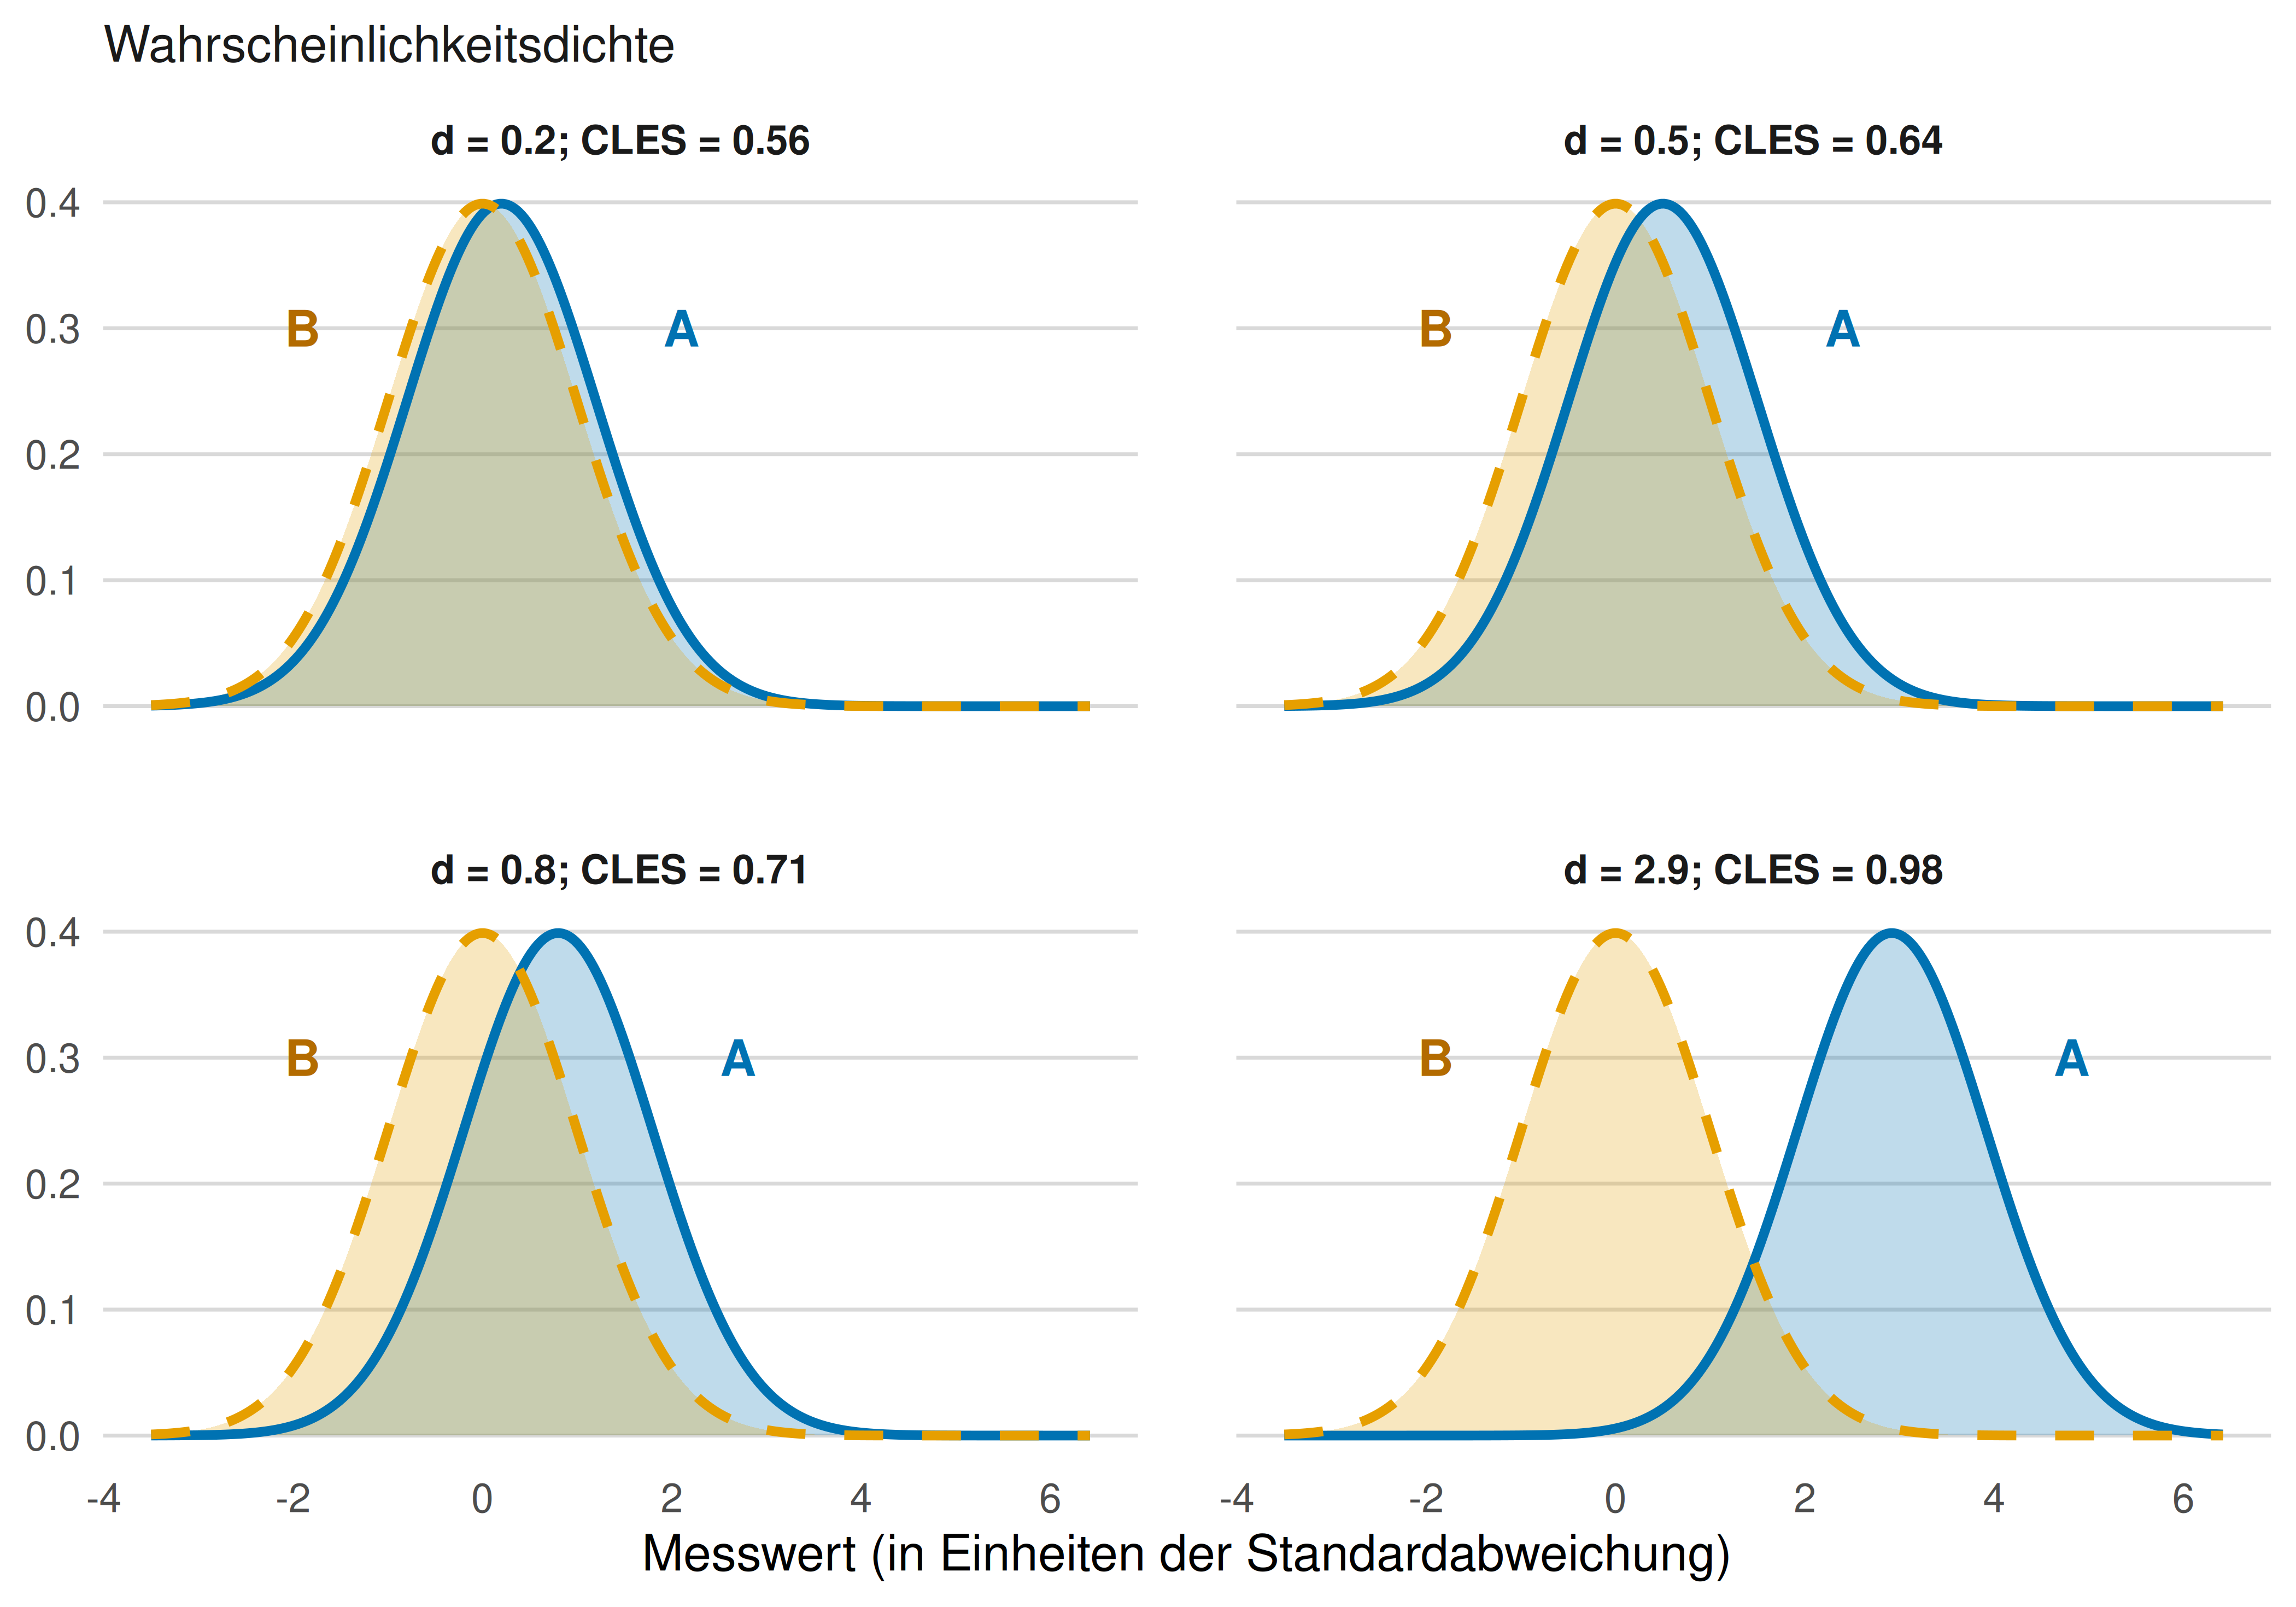 Wahrscheinlichkeitsdichte
d = 0.2; CLES = 0.56
d = 0.5; CLES = 0.64
0.4
0.3
0.2
0.1
0.0
B
A
B
A
d = 0.8; CLES = 0.71
d = 2.9; CLES = 0.98
0.4
0.3
0.2
0.1
0.0
B
A
B
A
-4 -2 0 2 4 6
-4 -2 0 2 4 6
Messwert (in Einheiten der Standardabweichung)